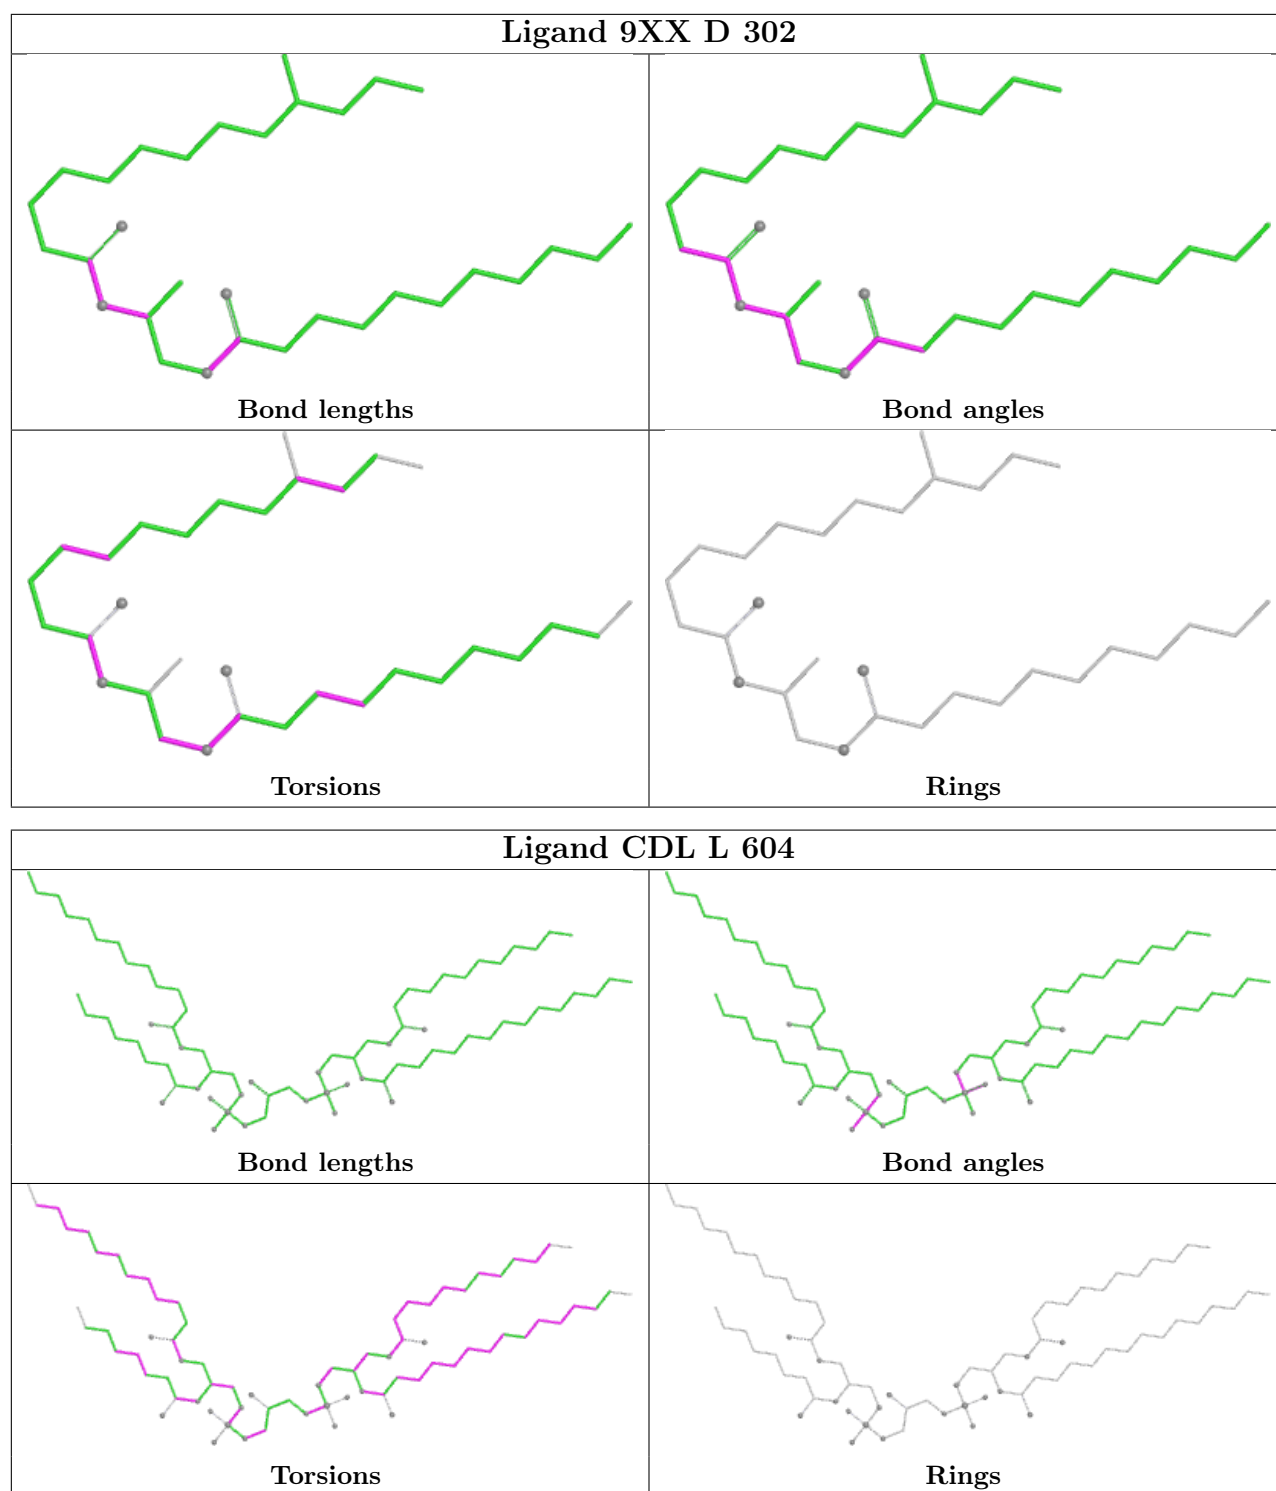 Ligand 9XX D 302
Bond lengths
Bond angles
Torsions
Rings
Ligand CDL L 604
Bond lengths
Bond angles
Torsions
Rings